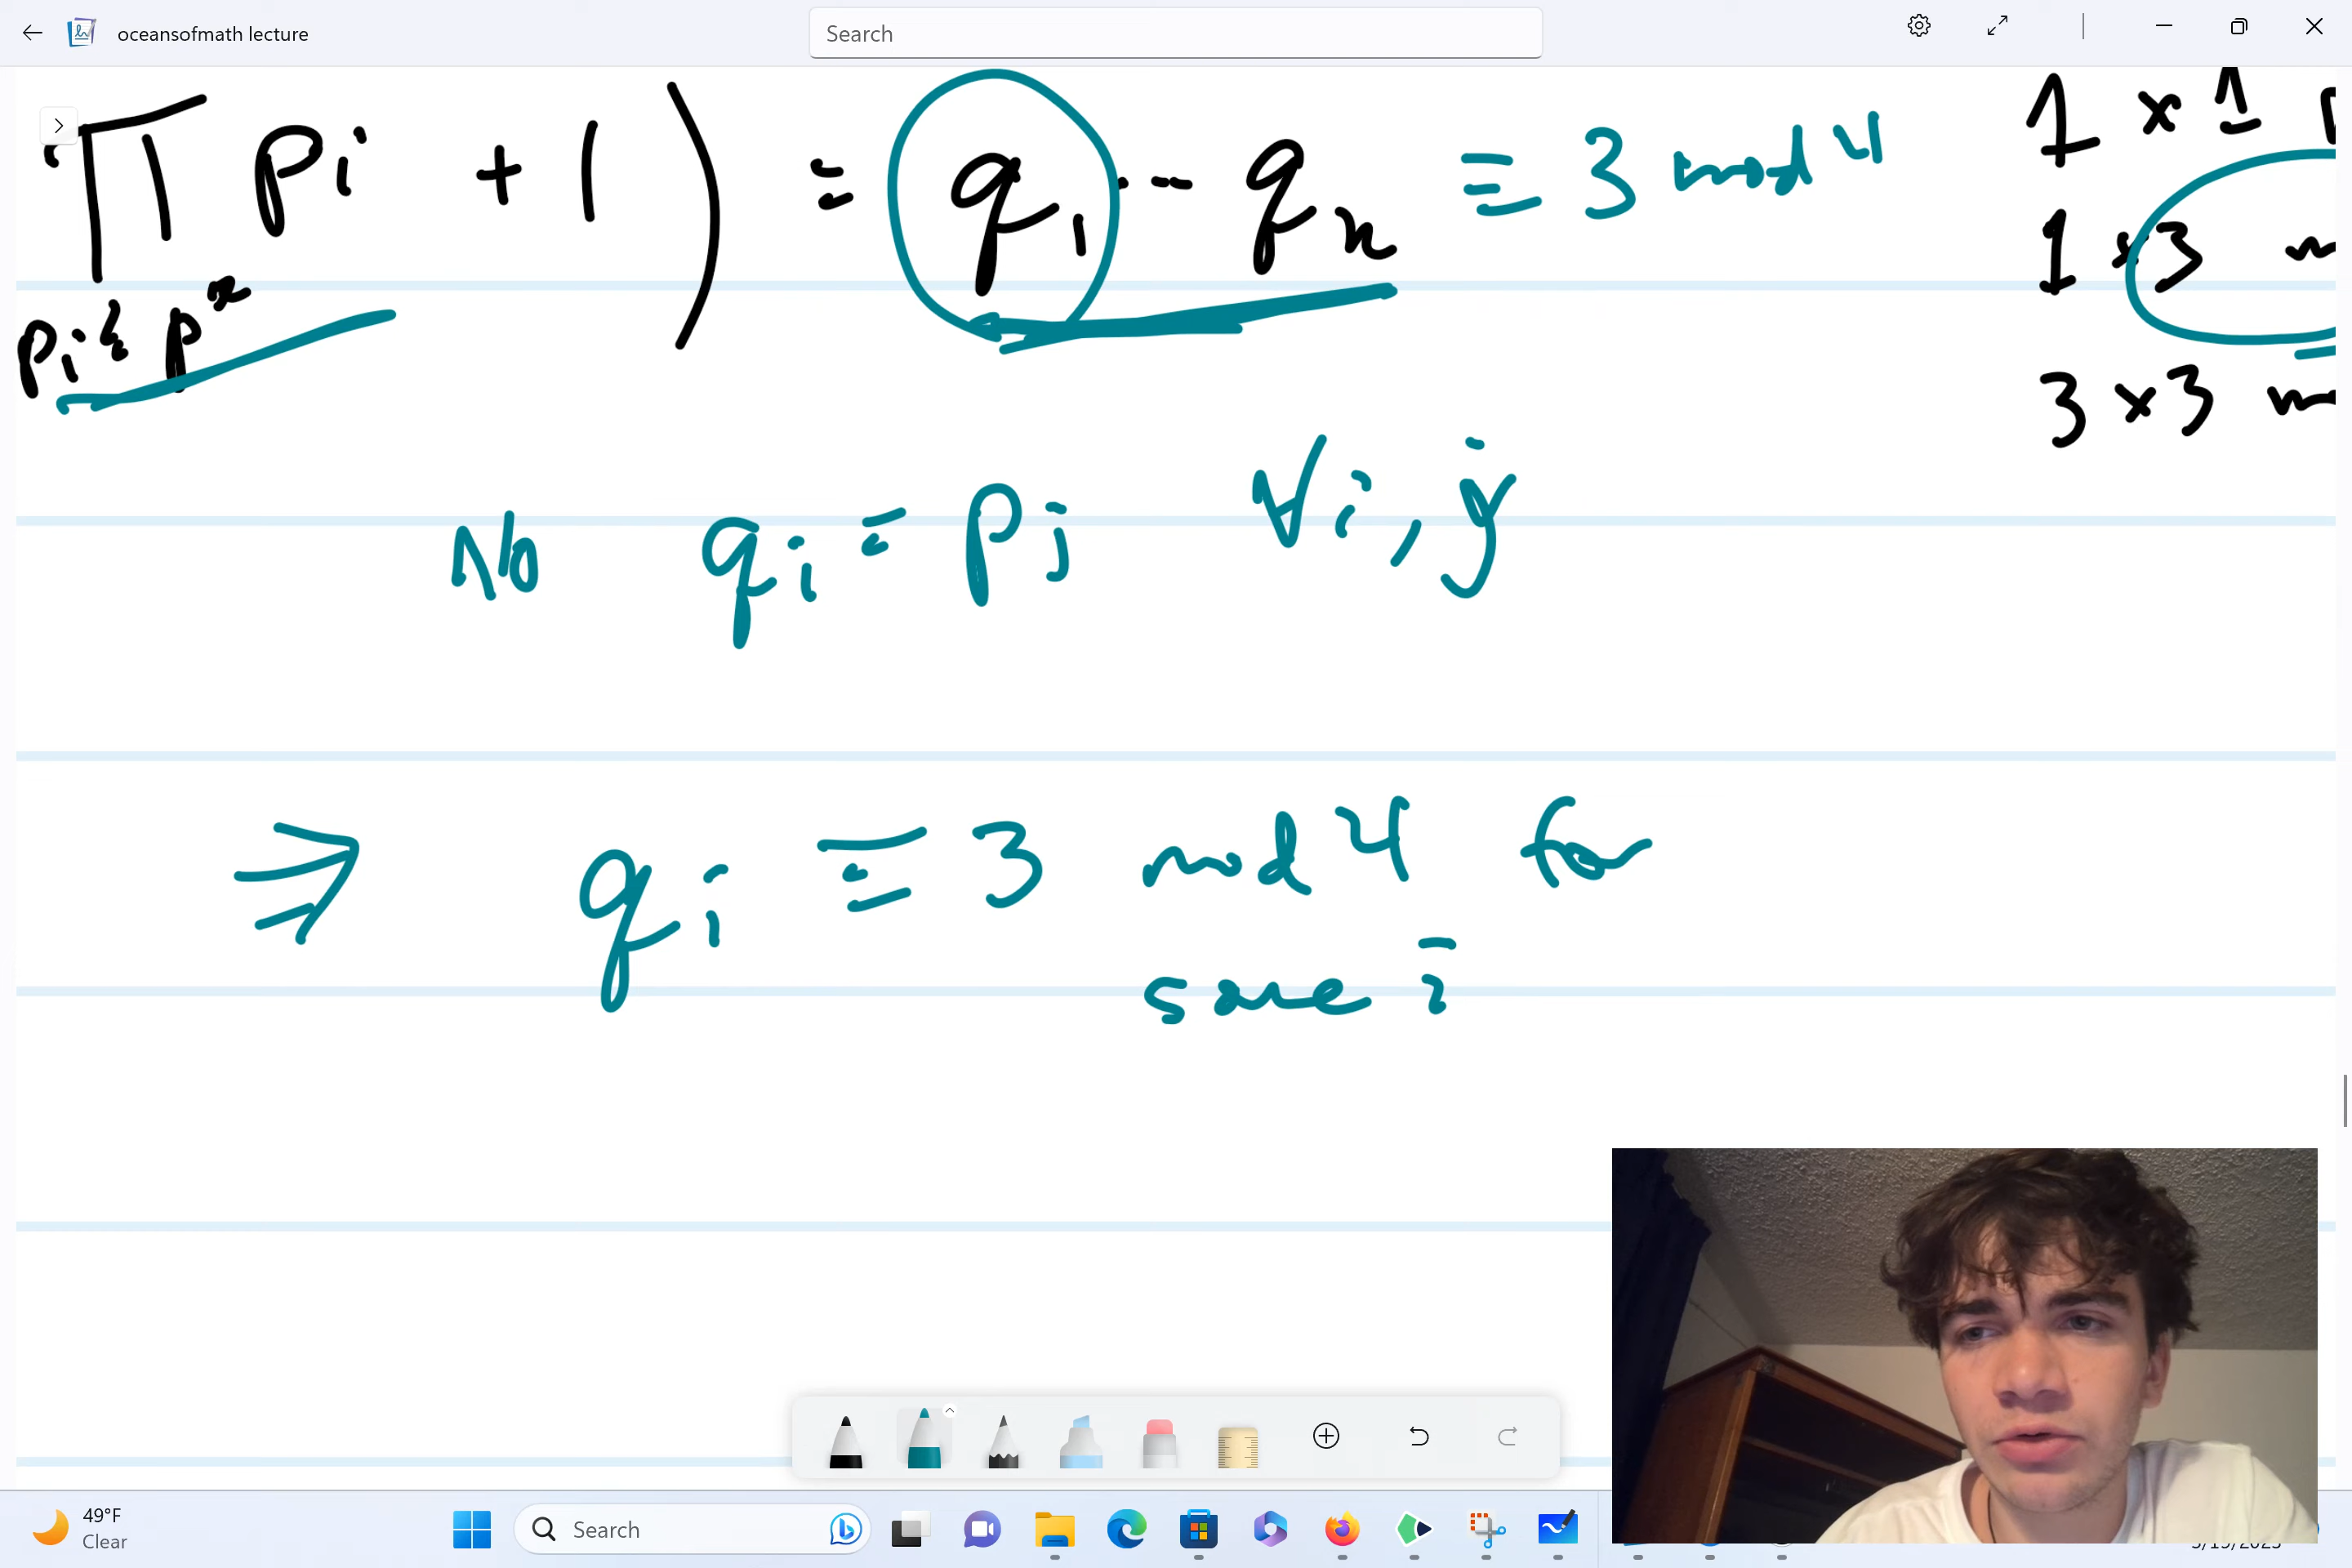 oceansofmath lecture
Search
∏ pi + 1 ) = q1 -- qn ≡ 3 mod 4
pi ∈ p^x
1 × 1
1 × 3
3 × 3
No qi = pj ∀i,j
⇒ qi ≡ 3 mod 4 for
some i
49°F
Clear
Search